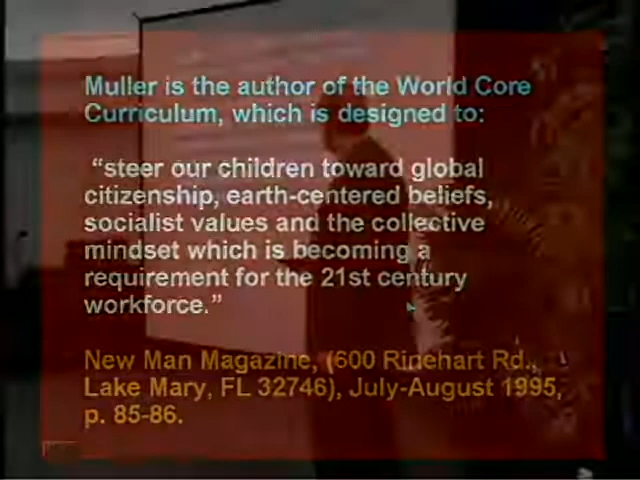 Muller is the author of the World Core
Curriculum, which is designed to:
“steer our children toward global
citizenship, earth-centered beliefs,
socialist values and the collective
mindset which is becoming a
requirement for the 21st century
workforce.”
New Man Magazine, (600 Rinehart Rd.,
Lake Mary, FL 32746), July-August 1995,
p. 85-86.